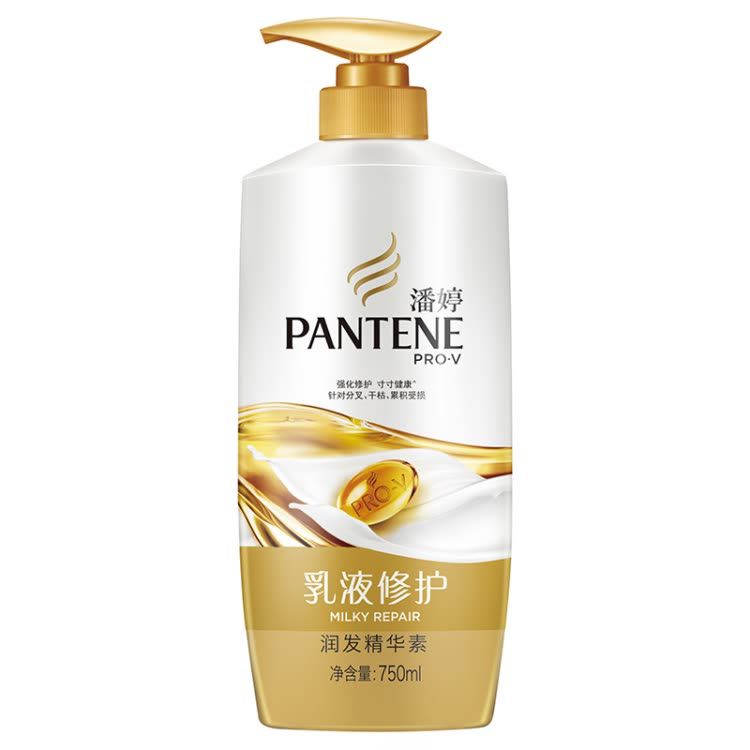 潘婷
PANTENE
PRO·V
强化修护 寸寸健康^
针对分叉、干枯、累积受损
PRO-V
乳液修护
MILKY REPAIR
润发精华素
净含量:750ml